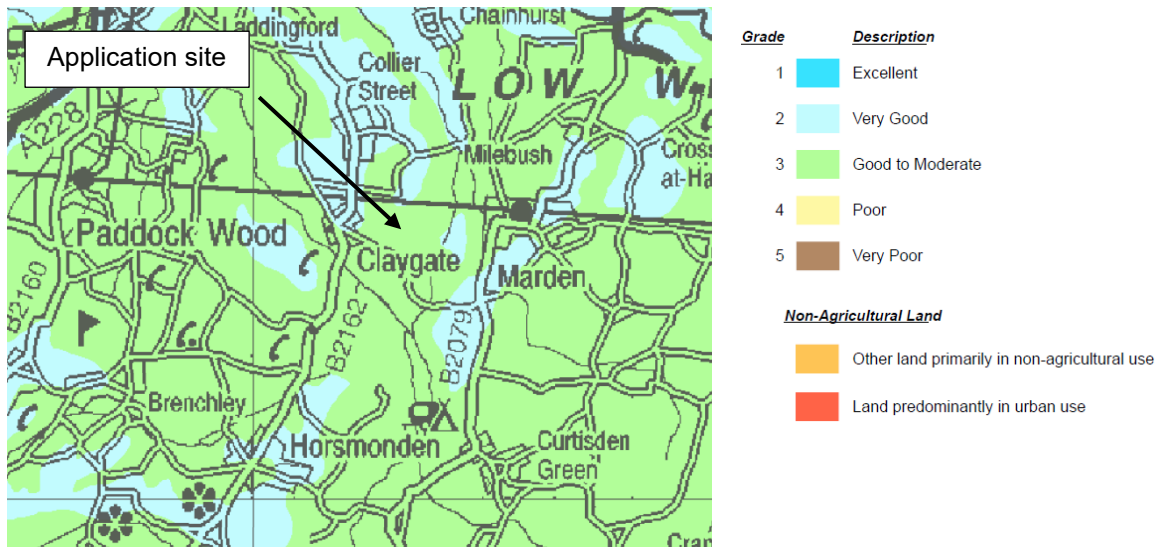 Laddingford
Chainhurst
Application site
Collier
Street
LOW W
A228
Milebush
Cross
at-Ha
Paddock Wood
Claygate
Marden
B2160
B2162
B2079
Brenchley
Horsmonden
Curtisden
Green
Cran
Grade Description
1 Excellent
2 Very Good
3 Good to Moderate
4 Poor
5 Very Poor
Non-Agricultural Land
Other land primarily in non-agricultural use
Land predominantly in urban use